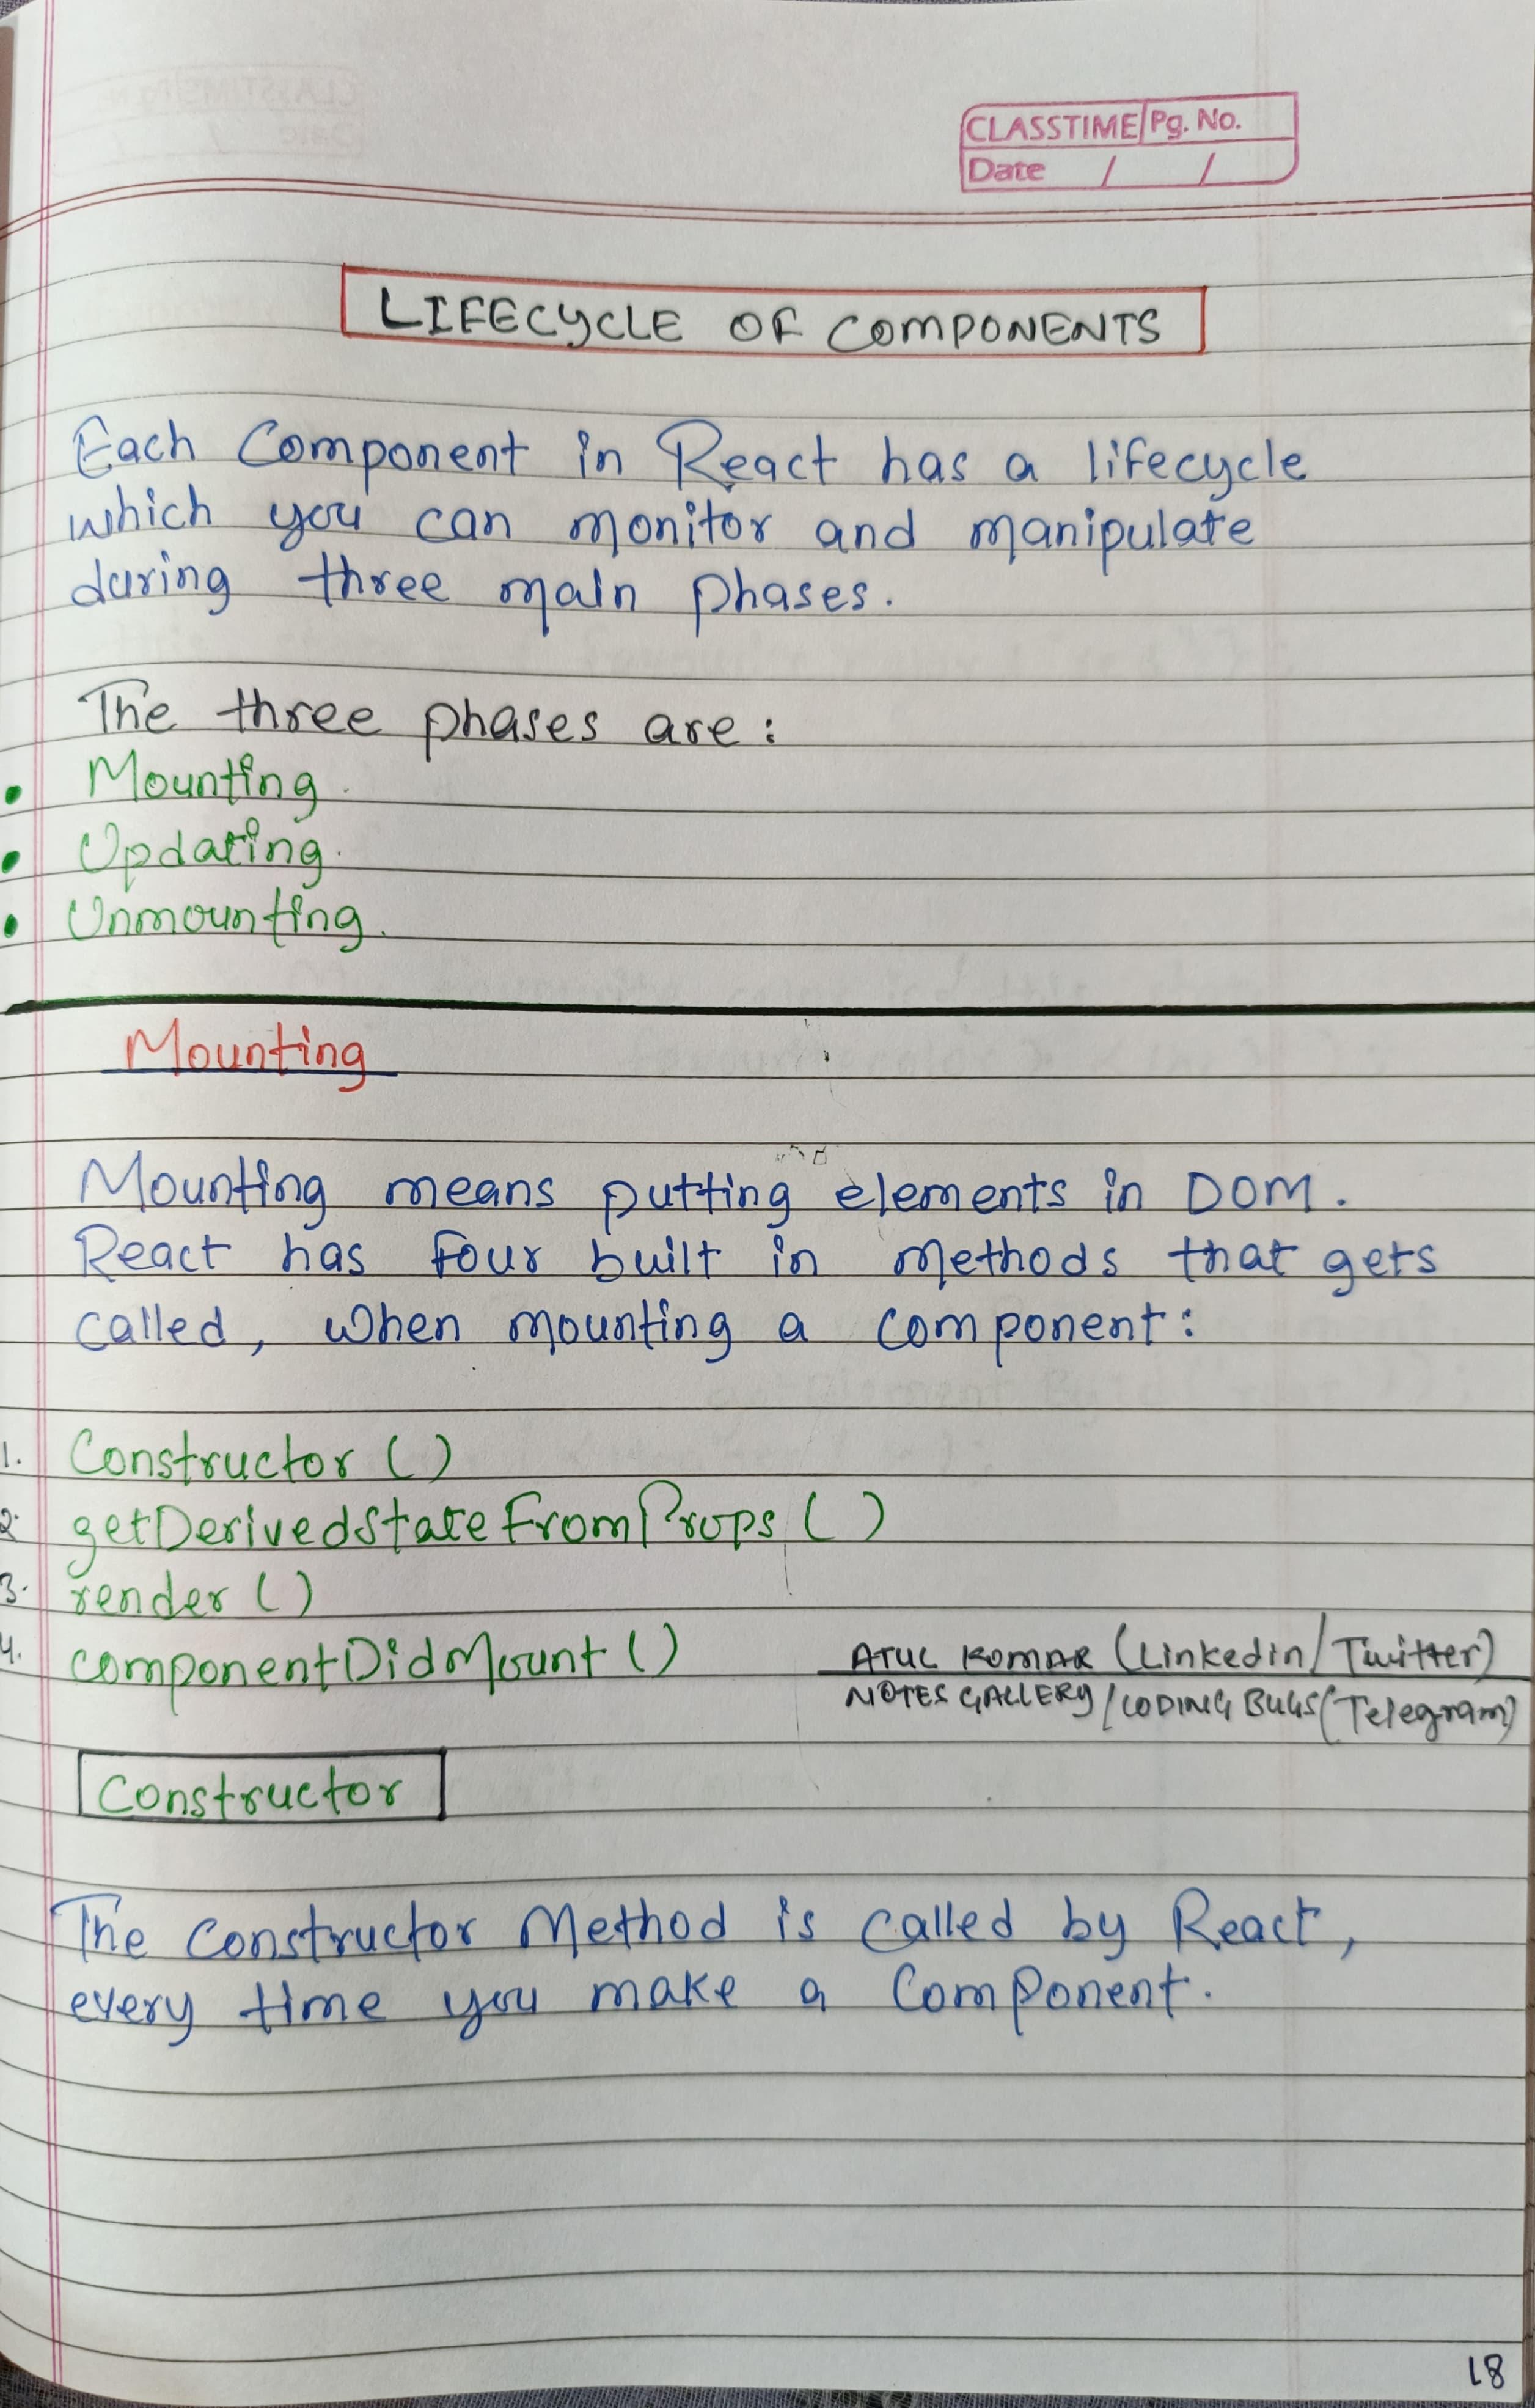 CLASSTIME Pg. No.
Date / /
LIFECYCLE OF COMPONENTS
Each Component in React has a lifecycle
which you can monitor and manipulate
during three main phases.
The three phases are :
• Mounting.
• Updating.
• Unmounting.
Mounting
Mounting means putting elements in DOM.
React has four built in methods that gets
called, when mounting a component :
1. Constructor ( )
2. getDerivedStateFromProps ( )
3. render ( )
4. componentDidMount ( )
ATUL KUMAR (Linkedin/Twitter)
NOTES GALLERY / CODING BUGS (Telegram)
Constructor
The Constructor Method is called by React,
every time you make a Component.
18